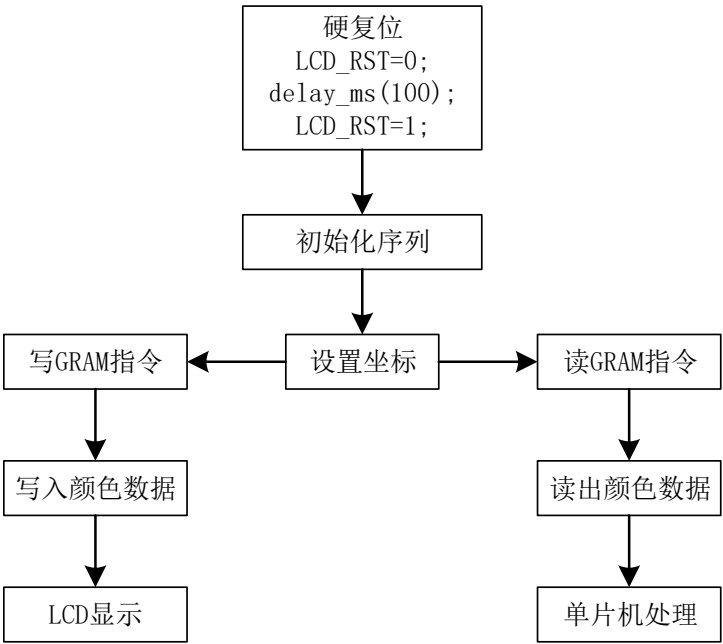 硬复位
LCD_RST=0;
delay_ms(100);
LCD_RST=1;
初始化序列
写GRAM指令
设置坐标
读GRAM指令
写入颜色数据
读出颜色数据
LCD显示
单片机处理